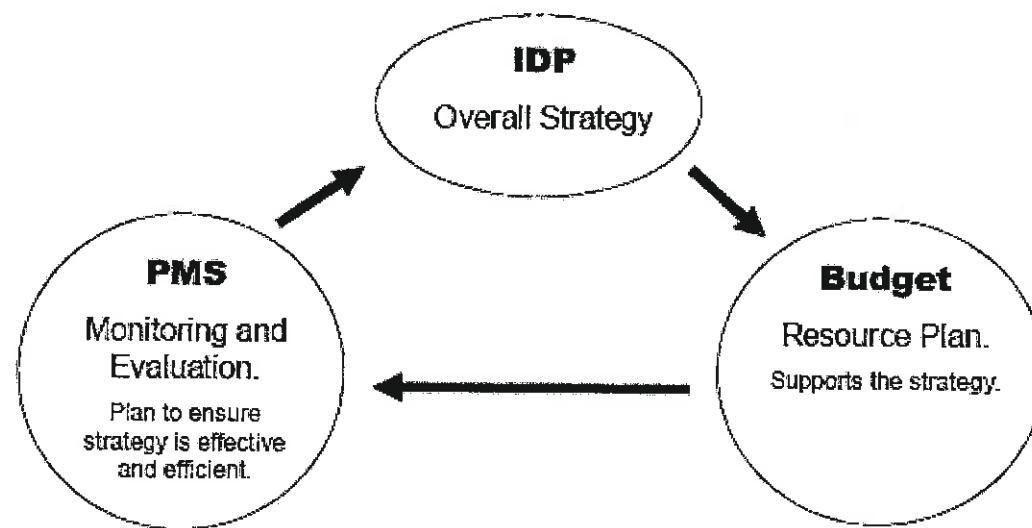 IDP
Overall Strategy
PMS
Monitoring and
Evaluation.
Plan to ensure
strategy is effective
and efficient.
Budget
Resource Plan.
Supports the strategy.